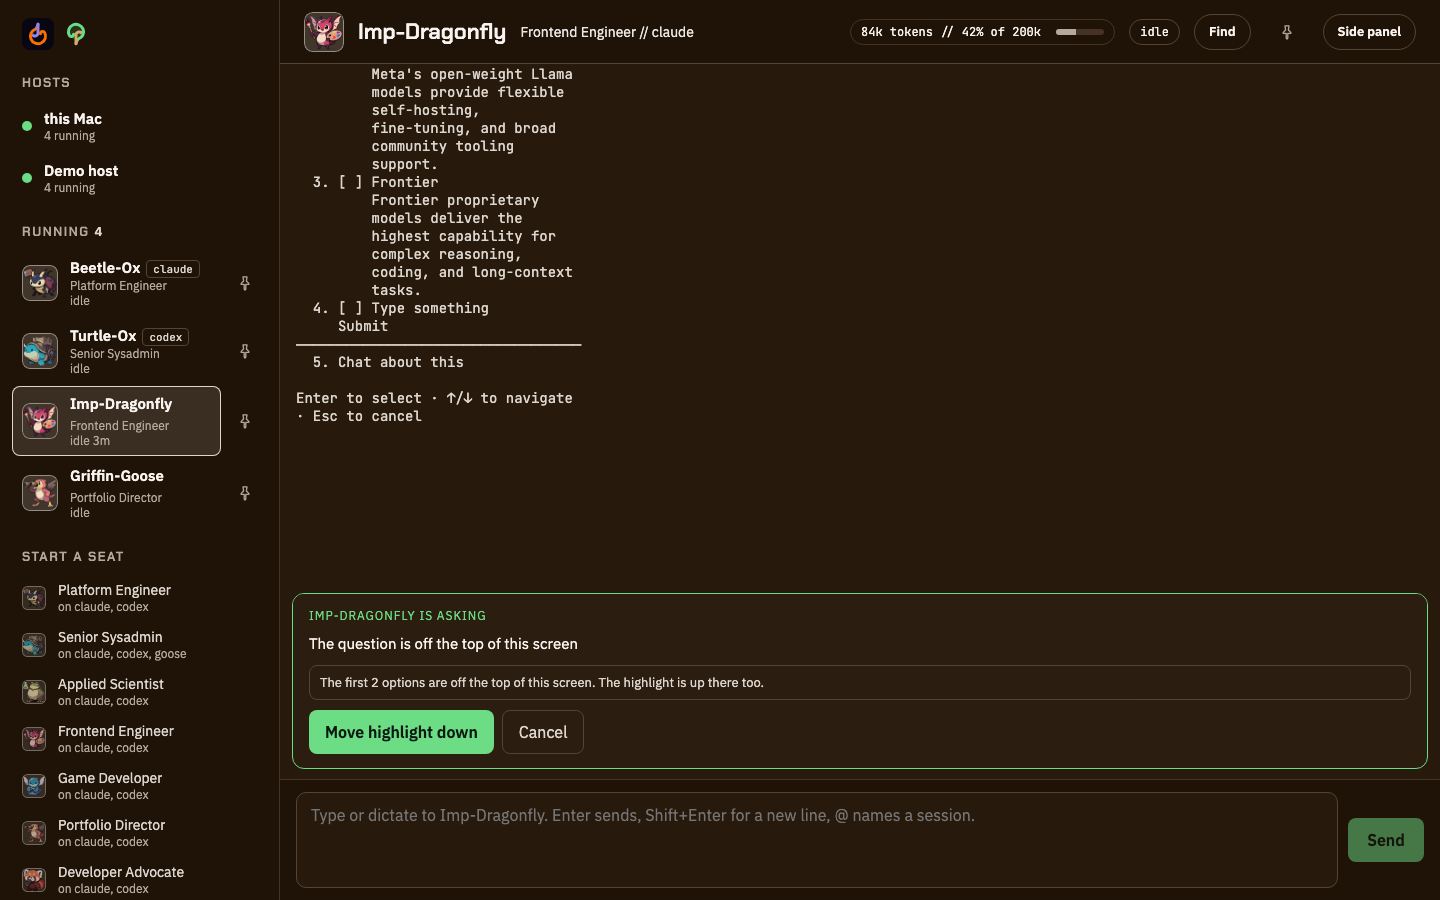 HOSTS
this Mac
4 running
Demo host
4 running
RUNNING 4
Beetle-Ox claude
Platform Engineer
idle
Turtle-Ox codex
Senior Sysadmin
idle
Imp-Dragonfly
Frontend Engineer
idle 3m
Griffin-Goose
Portfolio Director
idle
START A SEAT
Platform Engineer
on claude, codex
Senior Sysadmin
on claude, codex, goose
Applied Scientist
on claude, codex
Frontend Engineer
on claude, codex
Game Developer
on claude, codex
Portfolio Director
on claude, codex
Developer Advocate
on claude, codex
Imp-Dragonfly Frontend Engineer // claude 84k tokens // 42% of 200k idle Find Side panel
Meta's open-weight Llama
models provide flexible
self-hosting,
fine-tuning, and broad
community tooling
support.
3. [ ] Frontier
Frontier proprietary
models deliver the
highest capability for
complex reasoning,
coding, and long-context
tasks.
4. [ ] Type something
Submit
5. Chat about this
Enter to select · ↑/↓ to navigate
· Esc to cancel
IMP-DRAGONFLY IS ASKING
The question is off the top of this screen
The first 2 options are off the top of this screen. The highlight is up there too.
Move highlight down Cancel
Type or dictate to Imp-Dragonfly. Enter sends, Shift+Enter for a new line, @ names a session.
Send